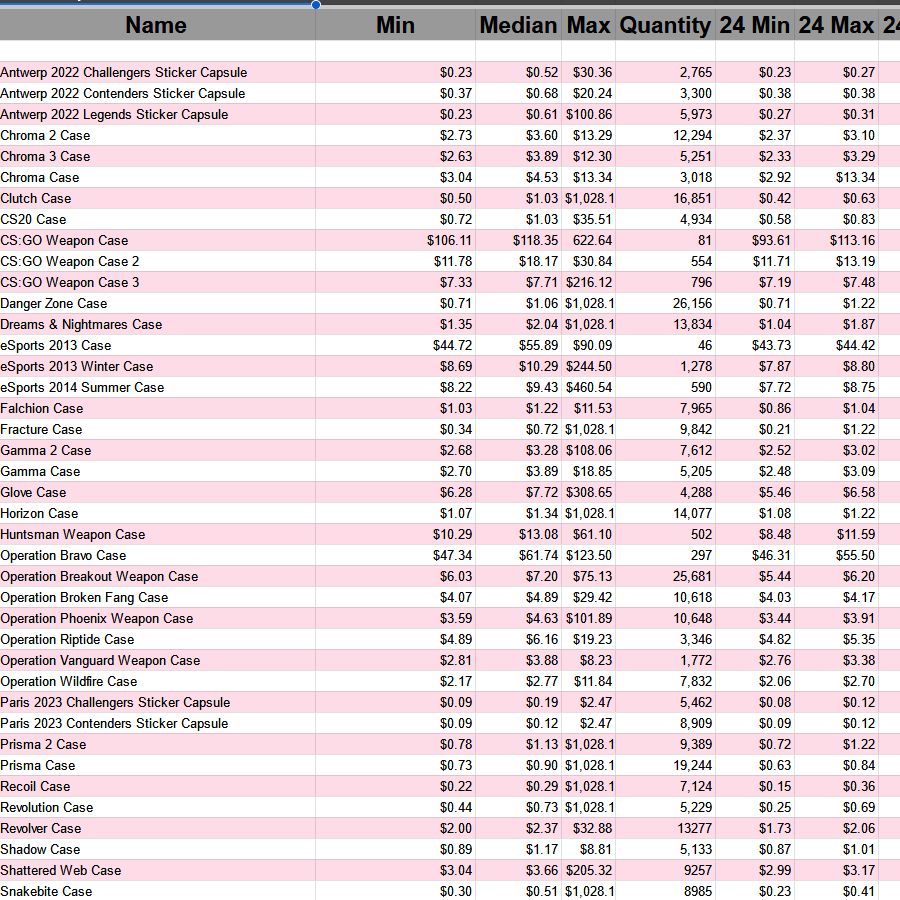 Name Min Median Max Quantity 24 Min 24 Max 24
Antwerp 2022 Challengers Sticker Capsule $0.23 $0.52 $30.36 2,765 $0.23 $0.27
Antwerp 2022 Contenders Sticker Capsule $0.37 $0.68 $20.24 3,300 $0.38 $0.38
Antwerp 2022 Legends Sticker Capsule $0.23 $0.61 $100.86 5,973 $0.27 $0.31
Chroma 2 Case $2.73 $3.60 $13.29 12,294 $2.37 $3.10
Chroma 3 Case $2.63 $3.89 $12.30 5,251 $2.33 $3.29
Chroma Case $3.04 $4.53 $13.34 3,018 $2.92 $13.34
Clutch Case $0.50 $1.03 $1,028.1 16,851 $0.42 $0.63
CS20 Case $0.72 $1.03 $35.51 4,934 $0.58 $0.83
CS:GO Weapon Case $106.11 $118.35 622.64 81 $93.61 $113.16
CS:GO Weapon Case 2 $11.78 $18.17 $30.84 554 $11.71 $13.19
CS:GO Weapon Case 3 $7.33 $7.71 $216.12 796 $7.19 $7.48
Danger Zone Case $0.71 $1.06 $1,028.1 26,156 $0.71 $1.22
Dreams & Nightmares Case $1.35 $2.04 $1,028.1 13,834 $1.04 $1.87
eSports 2013 Case $44.72 $55.89 $90.09 46 $43.73 $44.42
eSports 2013 Winter Case $8.69 $10.29 $244.50 1,278 $7.87 $8.80
eSports 2014 Summer Case $8.22 $9.43 $460.54 590 $7.72 $8.75
Falchion Case $1.03 $1.22 $11.53 7,965 $0.86 $1.04
Fracture Case $0.34 $0.72 $1,028.1 9,842 $0.21 $1.22
Gamma 2 Case $2.68 $3.28 $108.06 7,612 $2.52 $3.02
Gamma Case $2.70 $3.89 $18.85 5,205 $2.48 $3.09
Glove Case $6.28 $7.72 $308.65 4,288 $5.46 $6.58
Horizon Case $1.07 $1.34 $1,028.1 14,077 $1.08 $1.22
Huntsman Weapon Case $10.29 $13.08 $61.10 502 $8.48 $11.59
Operation Bravo Case $47.34 $61.74 $123.50 297 $46.31 $55.50
Operation Breakout Weapon Case $6.03 $7.20 $75.13 25,681 $5.44 $6.20
Operation Broken Fang Case $4.07 $4.89 $29.42 10,618 $4.03 $4.17
Operation Phoenix Weapon Case $3.59 $4.63 $101.89 10,648 $3.44 $3.91
Operation Riptide Case $4.89 $6.16 $19.23 3,346 $4.82 $5.35
Operation Vanguard Weapon Case $2.81 $3.88 $8.23 1,772 $2.76 $3.38
Operation Wildfire Case $2.17 $2.77 $11.84 7,832 $2.06 $2.70
Paris 2023 Challengers Sticker Capsule $0.09 $0.19 $2.47 5,462 $0.08 $0.12
Paris 2023 Contenders Sticker Capsule $0.09 $0.12 $2.47 8,909 $0.09 $0.12
Prisma 2 Case $0.78 $1.13 $1,028.1 9,389 $0.72 $1.22
Prisma Case $0.73 $0.90 $1,028.1 19,244 $0.63 $0.84
Recoil Case $0.22 $0.29 $1,028.1 7,124 $0.15 $0.36
Revolution Case $0.44 $0.73 $1,028.1 5,229 $0.25 $0.69
Revolver Case $2.00 $2.37 $32.88 13277 $1.73 $2.06
Shadow Case $0.89 $1.17 $8.81 5,133 $0.87 $1.01
Shattered Web Case $3.04 $3.66 $205.32 9257 $2.99 $3.17
Snakebite Case $0.30 $0.51 $1,028.1 8985 $0.23 $0.41